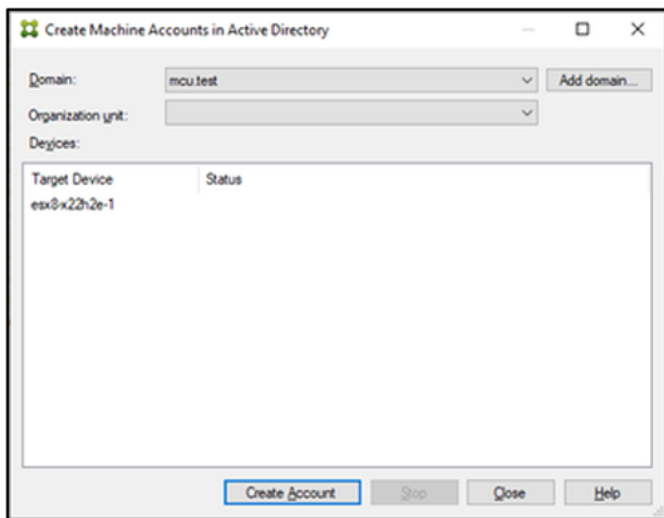 Create Machine Accounts in Active Directory
Domain: mcu.test Add domain...
Organization unit:
Devices:
Target Device Status
esx8-x22h2e-1
Create Account Stop Close Help